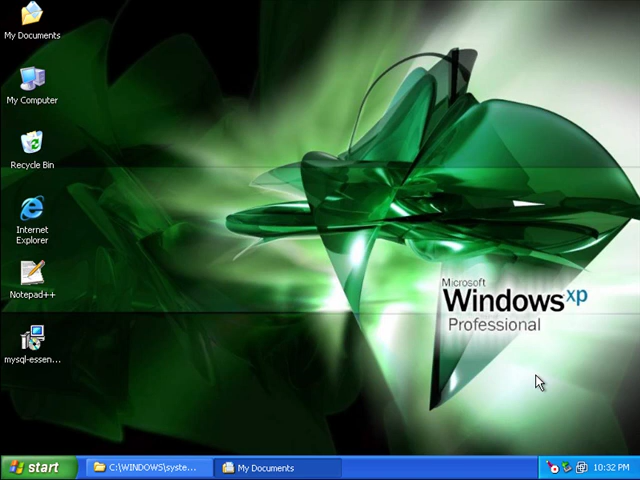 My Documents
My Computer
Recycle Bin
Internet
Explorer
Notepad++
mysql-essen...
Microsoft
Windows xp
Professional
start
C:\WINDOWS\syste...
My Documents
10:32 PM